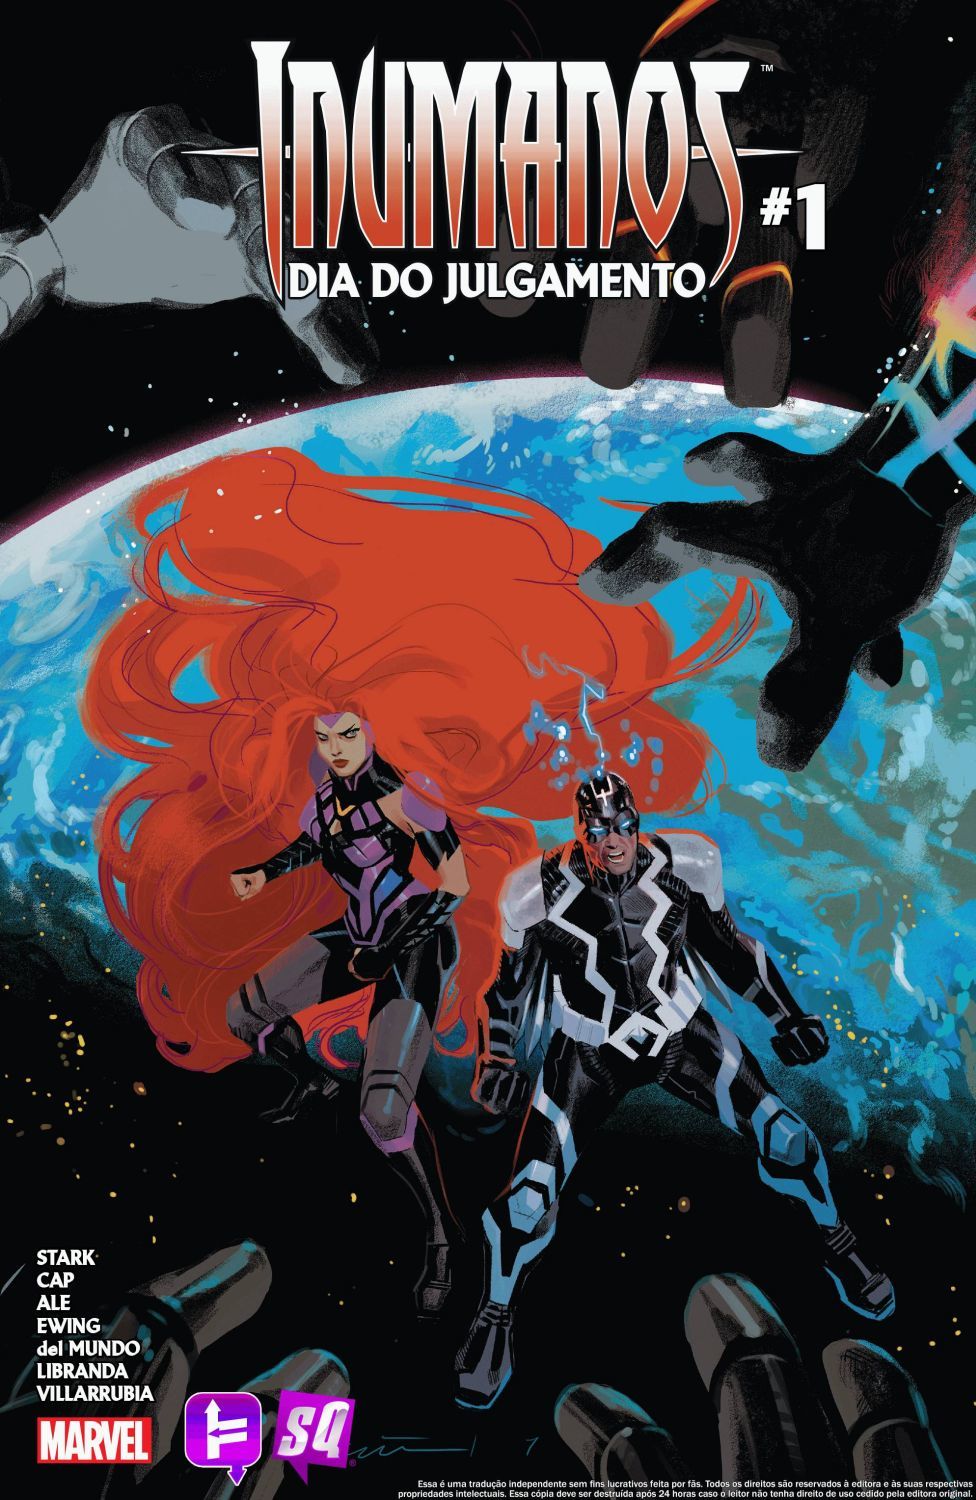 INUMANOS
™
#1
DIA DO JULGAMENTO
STARK
CAP
ALE
EWING
del MUNDO
LIBRANDA
VILLARRUBIA
MARVEL
SQ
Essa é uma tradução independente sem fins lucrativos feita por fãs. Todos os direitos são reservados à editora e às suas respectivas
propriedades intelectuais. Essa cópia deve ser destruída após 24 horas caso o leitor não tenha direito de uso cedido pela editora original.